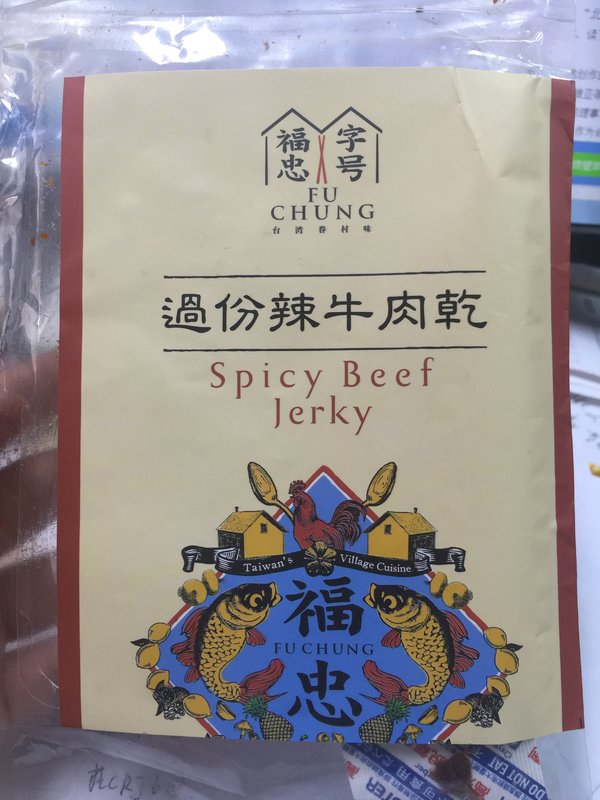 福忠 字号
FU
CHUNG
台湾眷村味
過份辣牛肉乾
Spicy Beef
Jerky
Taiwan's Village Cuisine
福
FU CHUNG
忠
DO NOT EAT